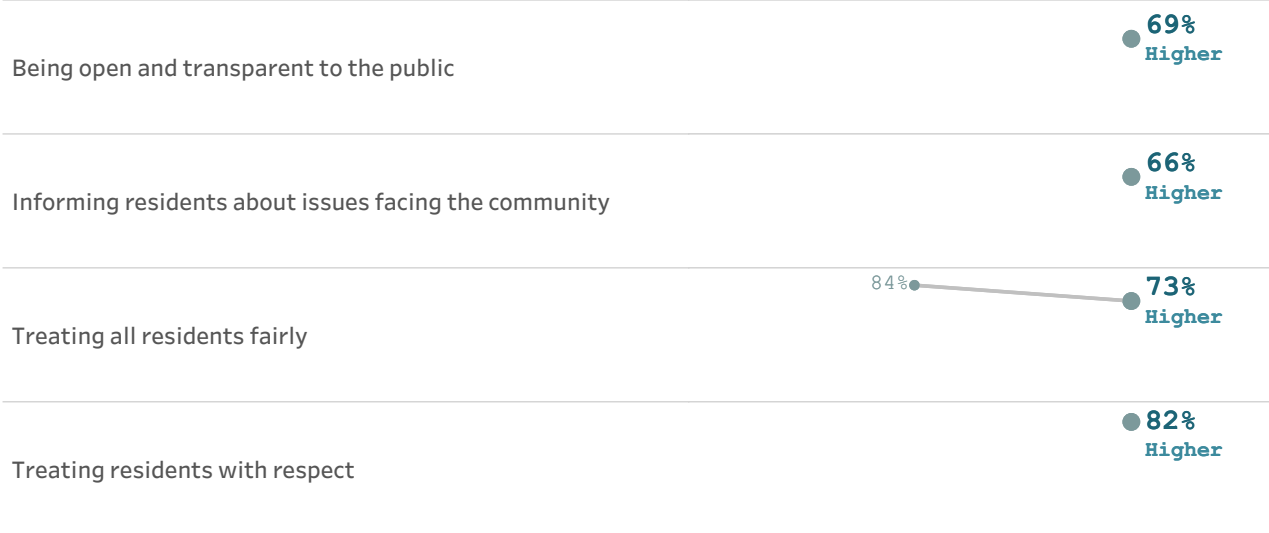 69%
Higher
Being open and transparent to the public
66%
Higher
Informing residents about issues facing the community
84%
73%
Higher
Treating all residents fairly
82%
Higher
Treating residents with respect